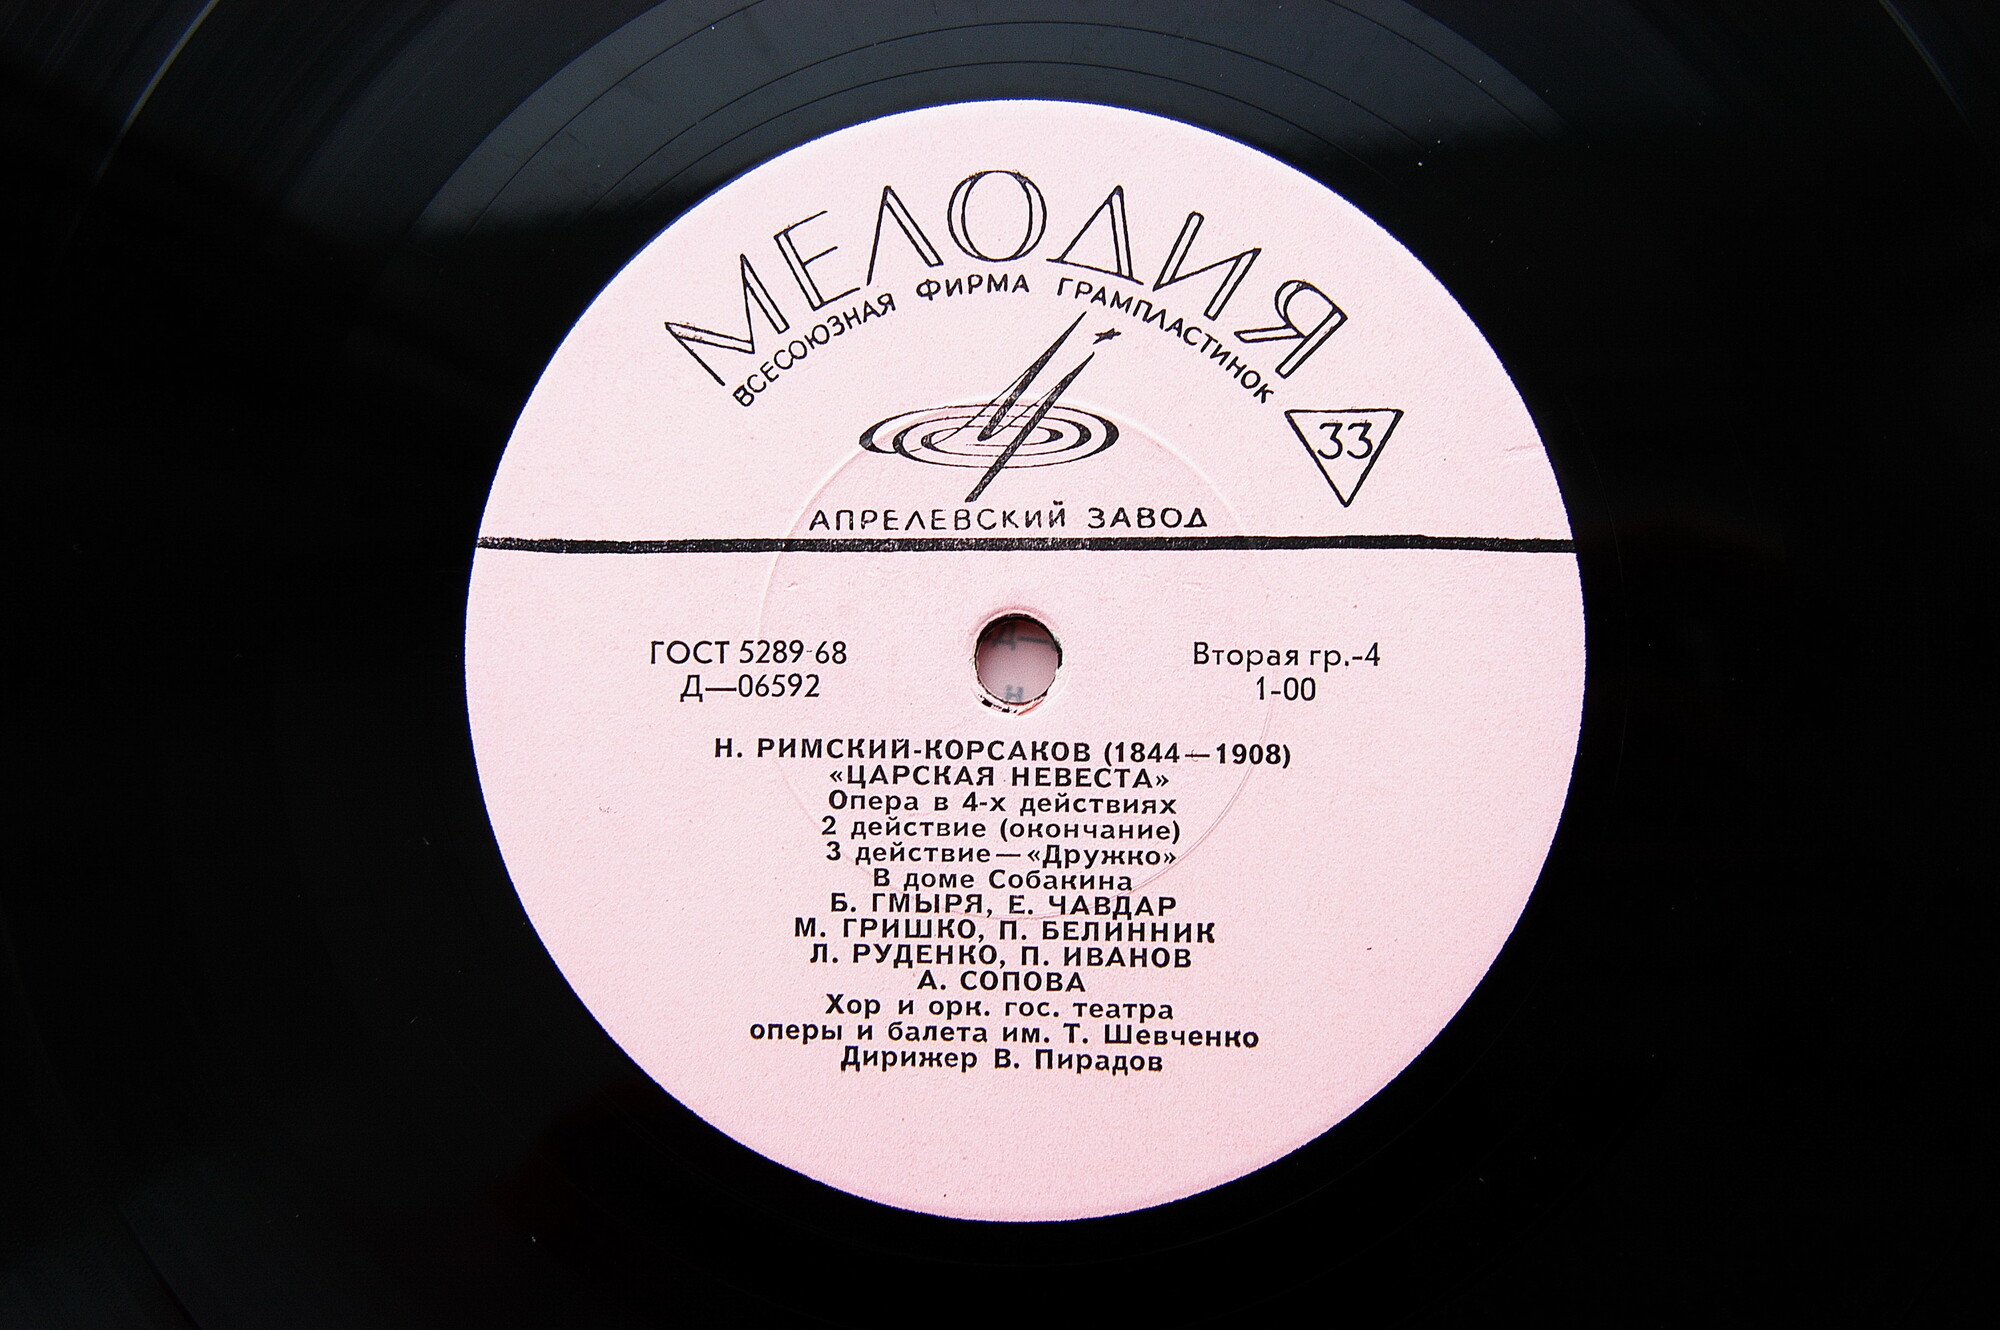 МЕЛОДИЯ
ВСЕСОЮЗНАЯ ФИРМА ГРАМПЛАСТИНОК
33
АПРЕЛЕВСКИЙ ЗАВОД
ГОСТ 5289-68
Д—06592
Вторая гр.-4
1-00
Н. РИМСКИЙ-КОРСАКОВ (1844—1908)
«ЦАРСКАЯ НЕВЕСТА»
Опера в 4-х действиях
2 действие (окончание)
3 действие—«Дружко»
В доме Собакина
Б. ГМЫРЯ, Е. ЧАВДАР
М. ГРИШКО, П. БЕЛИННИК
Л. РУДЕНКО, П. ИВАНОВ
А. СОПОВА
Хор и орк. гос. театра
оперы и балета им. Т. Шевченко
Дирижер В. Пирадов